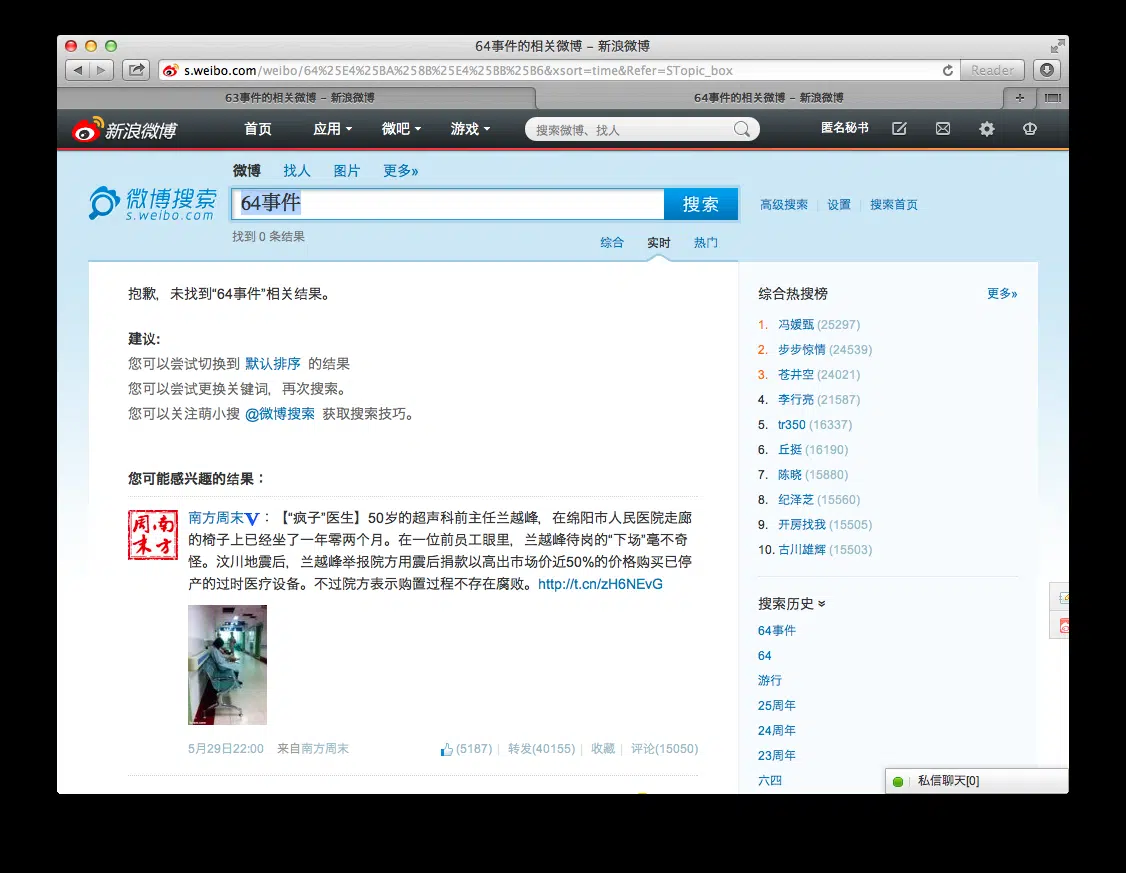 64事件的相关微博 – 新浪微博
s.weibo.com/weibo/64%25E4%25BA%258B%25E4%25BB%25B6&xsort=time&Refer=STopic_box
Reader
63事件的相关微博 – 新浪微博
64事件的相关微博 – 新浪微博
新浪微博
首页
应用
微吧
游戏
搜索微博、找人
匿名秘书
微博
找人
图片
更多»
微博搜索
s.weibo.com
64事件
搜索
高级搜索
设置
搜索首页
找到 0 条结果
综合
实时
热门
抱歉，未找到“64事件”相关结果。
建议:
您可以尝试切换到 默认排序 的结果
您可以尝试更换关键词，再次搜索。
您可以关注萌小搜 @微博搜索 获取搜索技巧。
您可能感兴趣的结果：
南方周末
南方周末V：【“疯子”医生】50岁的超声科前主任兰越峰，在绵阳市人民医院走廊
的椅子上已经坐了一年零两个月。在一位前员工眼里，兰越峰待岗的“下场”毫不奇
怪。汶川地震后，兰越峰举报院方用震后捐款以高出市场价近50%的价格购买已停
产的过时医疗设备。不过院方表示购置过程不存在腐败。http://t.cn/zH6NEvG
5月29日22:00 来自南方周末
(5187)
转发(40155)
收藏
评论(15050)
综合热搜榜
更多»
1. 冯媛甄 (25297)
2. 步步惊情 (24539)
3. 苍井空 (24021)
4. 李行亮 (21587)
5. tr350 (16337)
6. 丘挺 (16190)
7. 陈晓 (15880)
8. 纪泽芝 (15560)
9. 开房找我 (15505)
10. 古川雄辉 (15503)
搜索历史
64事件
64
游行
25周年
24周年
23周年
六四
私信聊天[0]